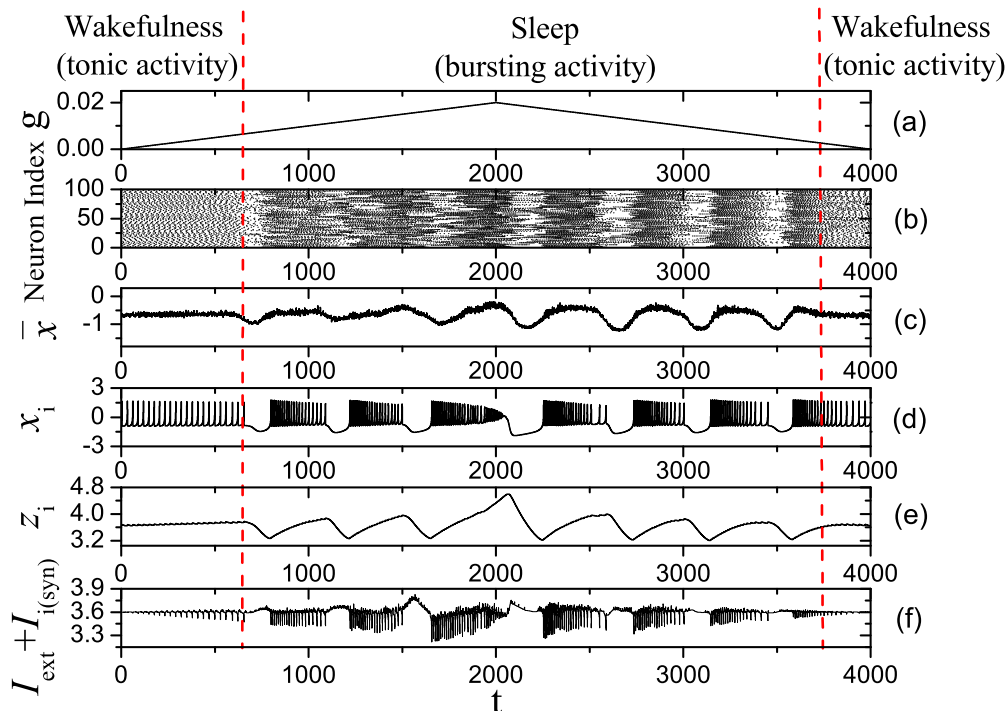 Wakefulness
(tonic activity)
Sleep
(bursting activity)
Wakefulness
(tonic activity)
g
0.02
0.00
0 1000 2000 3000 4000
(a)
Neuron Index
100
50
0
0 1000 2000 3000 4000
(b)
x̄
0
-1
0 1000 2000 3000 4000
(c)
x_i
3
0
-3
0 1000 2000 3000 4000
(d)
z_i
4.8
4.0
3.2
0 1000 2000 3000 4000
(e)
I_ext+I_i(syn)
3.9
3.6
3.3
0 1000 2000 3000 4000
(f)
t